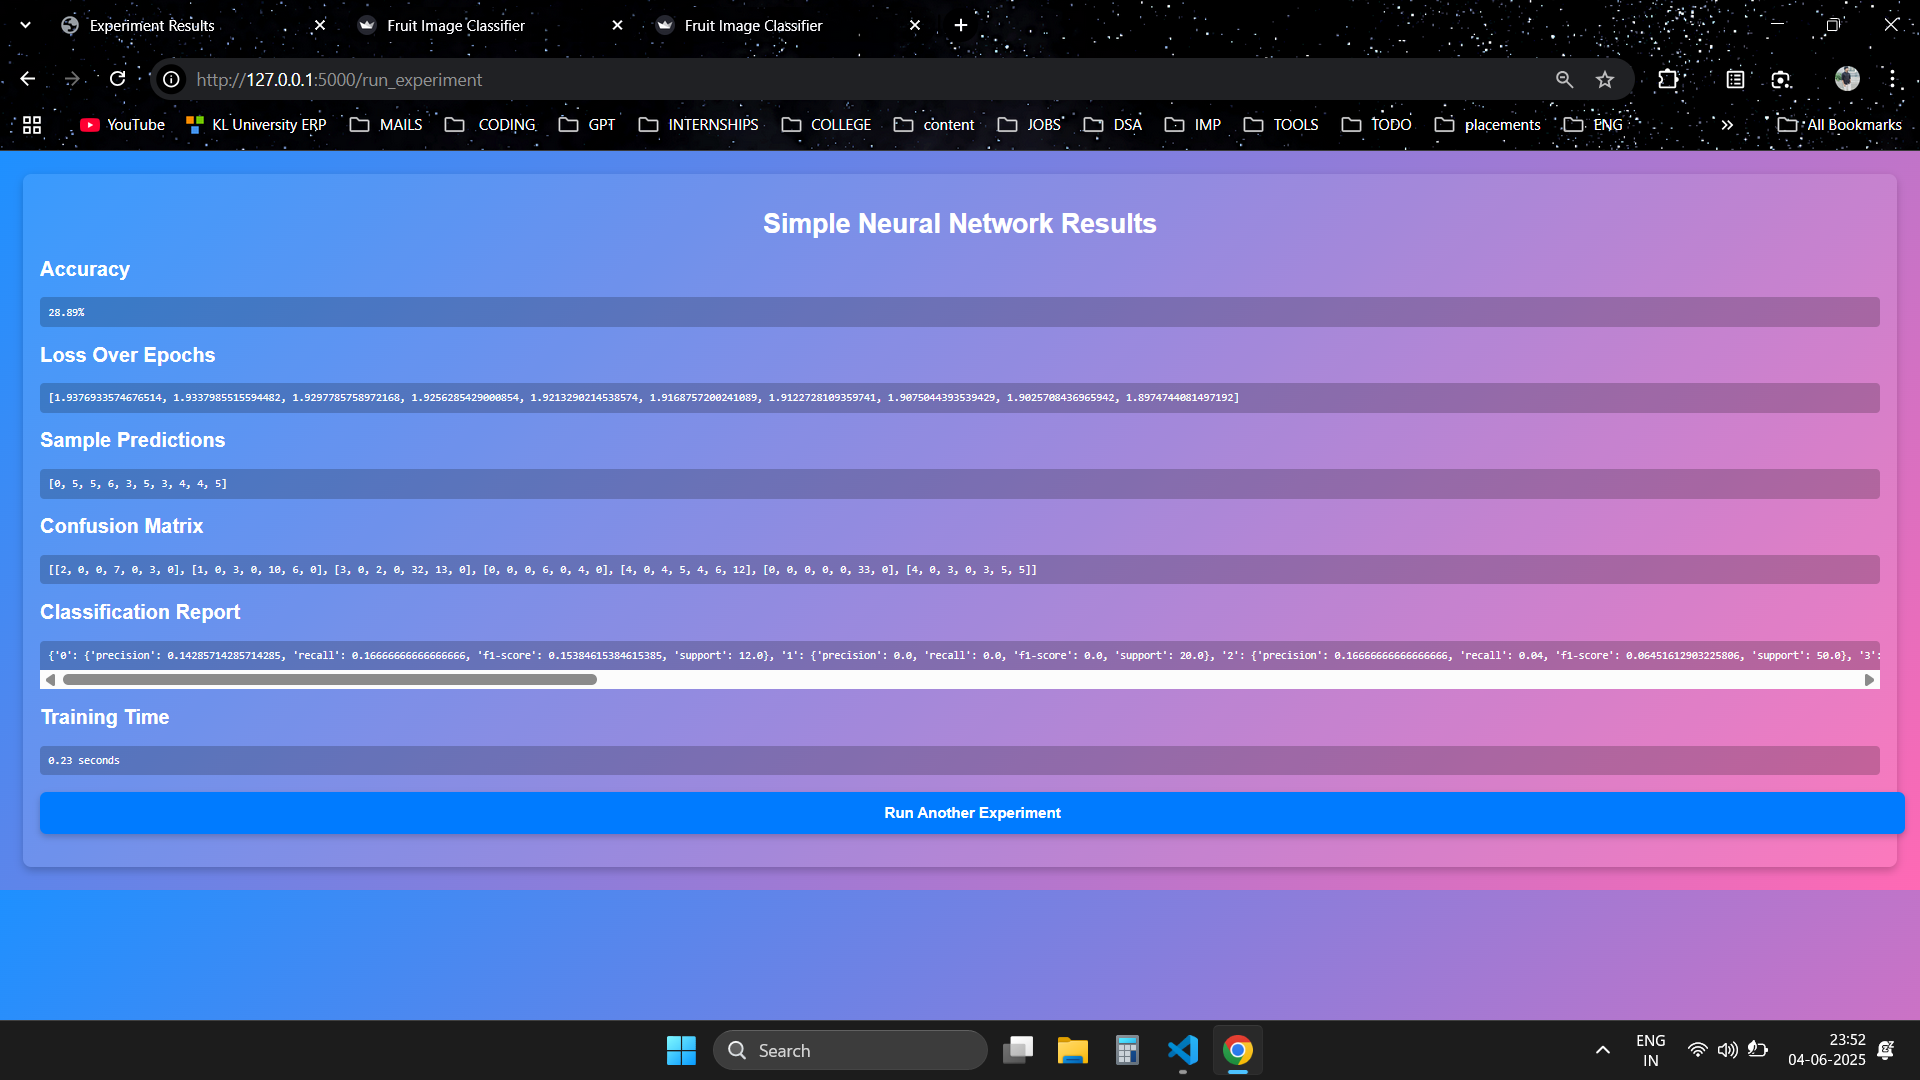 Experiment Results
Fruit Image Classifier
Fruit Image Classifier
http://127.0.0.1:5000/run_experiment
YouTube
KL University ERP
MAILS
CODING
GPT
INTERNSHIPS
COLLEGE
content
JOBS
DSA
IMP
TOOLS
TODO
placements
ENG
All Bookmarks
Simple Neural Network Results
Accuracy
28.89%
Loss Over Epochs
[1.9376933574676514, 1.9337985515594482, 1.9297785758972168, 1.9256285429000854, 1.9213290214538574, 1.9168757200241089, 1.9122728109359741, 1.9075044393539429, 1.9025708436965942, 1.8974744081497192]
Sample Predictions
[0, 5, 5, 6, 3, 5, 3, 4, 4, 5]
Confusion Matrix
[[2, 0, 0, 7, 0, 3, 0], [1, 0, 3, 0, 10, 6, 0], [3, 0, 2, 0, 32, 13, 0], [0, 0, 0, 6, 0, 4, 0], [4, 0, 4, 5, 4, 6, 12], [0, 0, 0, 0, 0, 33, 0], [4, 0, 3, 0, 3, 5, 5]]
Classification Report
{'0': {'precision': 0.14285714285714285, 'recall': 0.16666666666666666, 'f1-score': 0.15384615384615385, 'support': 12.0}, '1': {'precision': 0.0, 'recall': 0.0, 'f1-score': 0.0, 'support': 20.0}, '2': {'precision': 0.16666666666666666, 'recall': 0.04, 'f1-score': 0.06451612903225806, 'support': 50.0}, '3':
Training Time
0.23 seconds
Run Another Experiment
Search
ENG
IN
23:52
04-06-2025